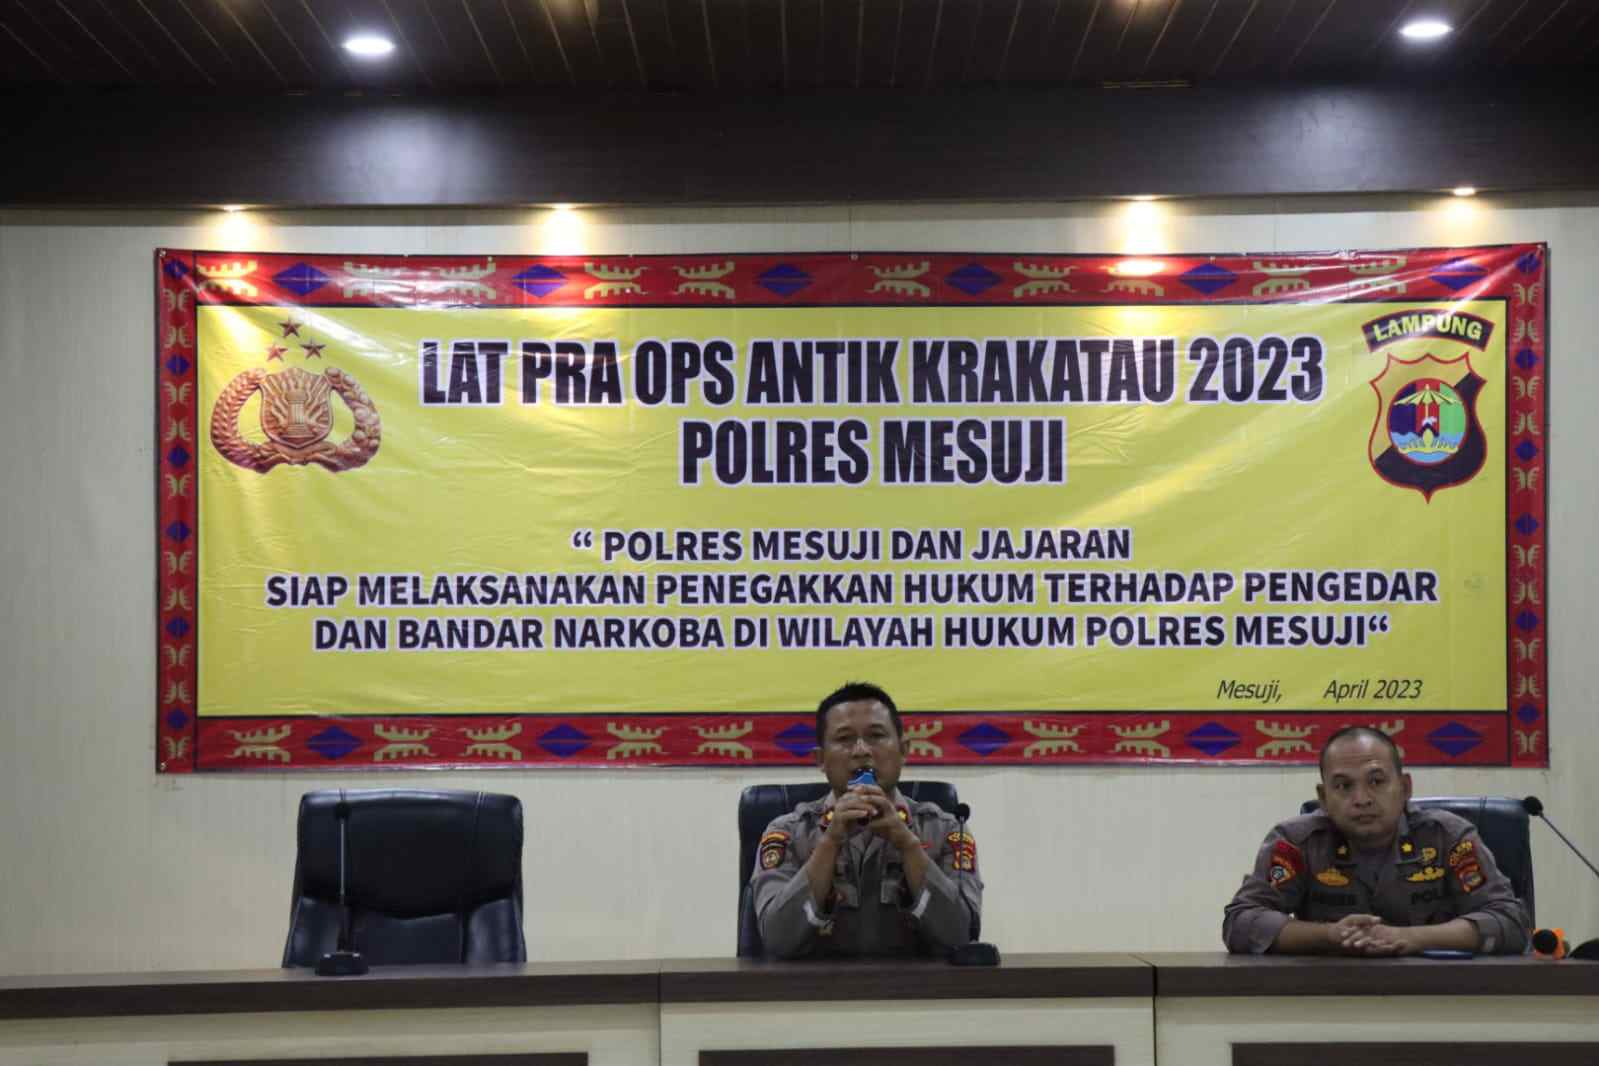 LAT PRA OPS ANTIK KRAKATAU 2023
POLRES MESUJI
LAMPUNG
“ POLRES MESUJI DAN JAJARAN
SIAP MELAKSANAKAN PENEGAKKAN HUKUM TERHADAP PENGEDAR
DAN BANDAR NARKOBA DI WILAYAH HUKUM POLRES MESUJI“
Mesuji, April 2023